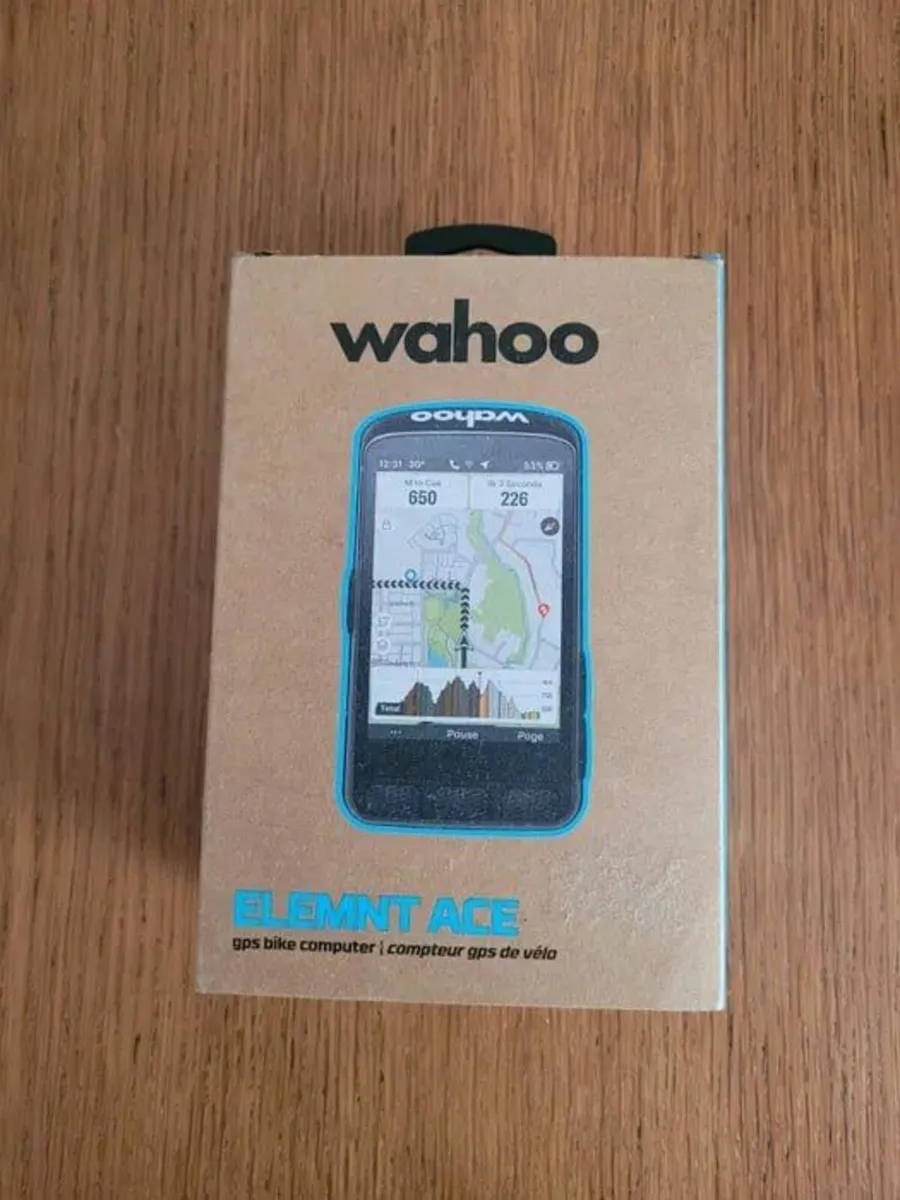 wahoo
wahoo
12:31 30° 53%
M to Cue
650
3 Seconds
226
Total
... Pause Page
ELEMNT ACE
gps bike computer | compteur gps de vélo